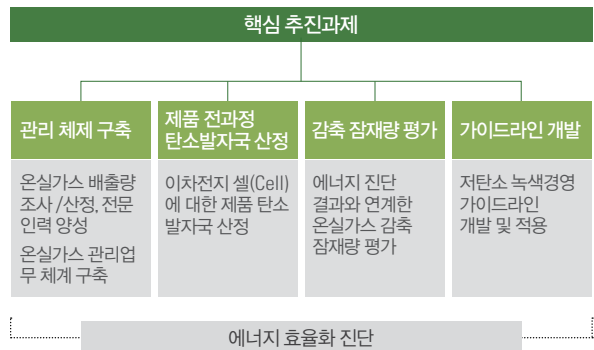 핵심 추진과제
관리 체제 구축
온실가스 배출량
조사 /산정, 전문
인력 양성
온실가스 관리업
무 체계 구축
제품 전과정
탄소발자국 산정
이차전지 셀(Cell)
에 대한 제품 탄소
발자국 산정
감축 잠재량 평가
에너지 진단
결과와 연계한
온실가스 감축
잠재량 평가
가이드라인 개발
저탄소 녹색경영
가이드라인
개발 및 적용
에너지 효율화 진단